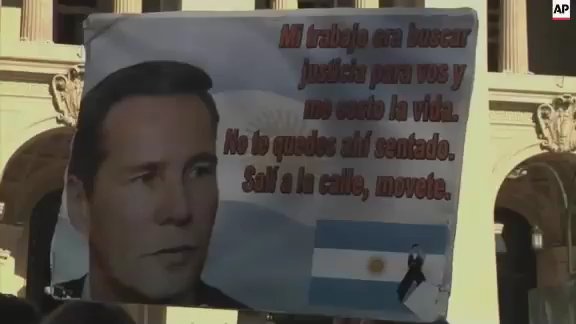 AP
Mi trabajo era buscar
justicia para vos y
me costo la vida.
No te quedes ahí sentado.
Salí a la calle, movete.